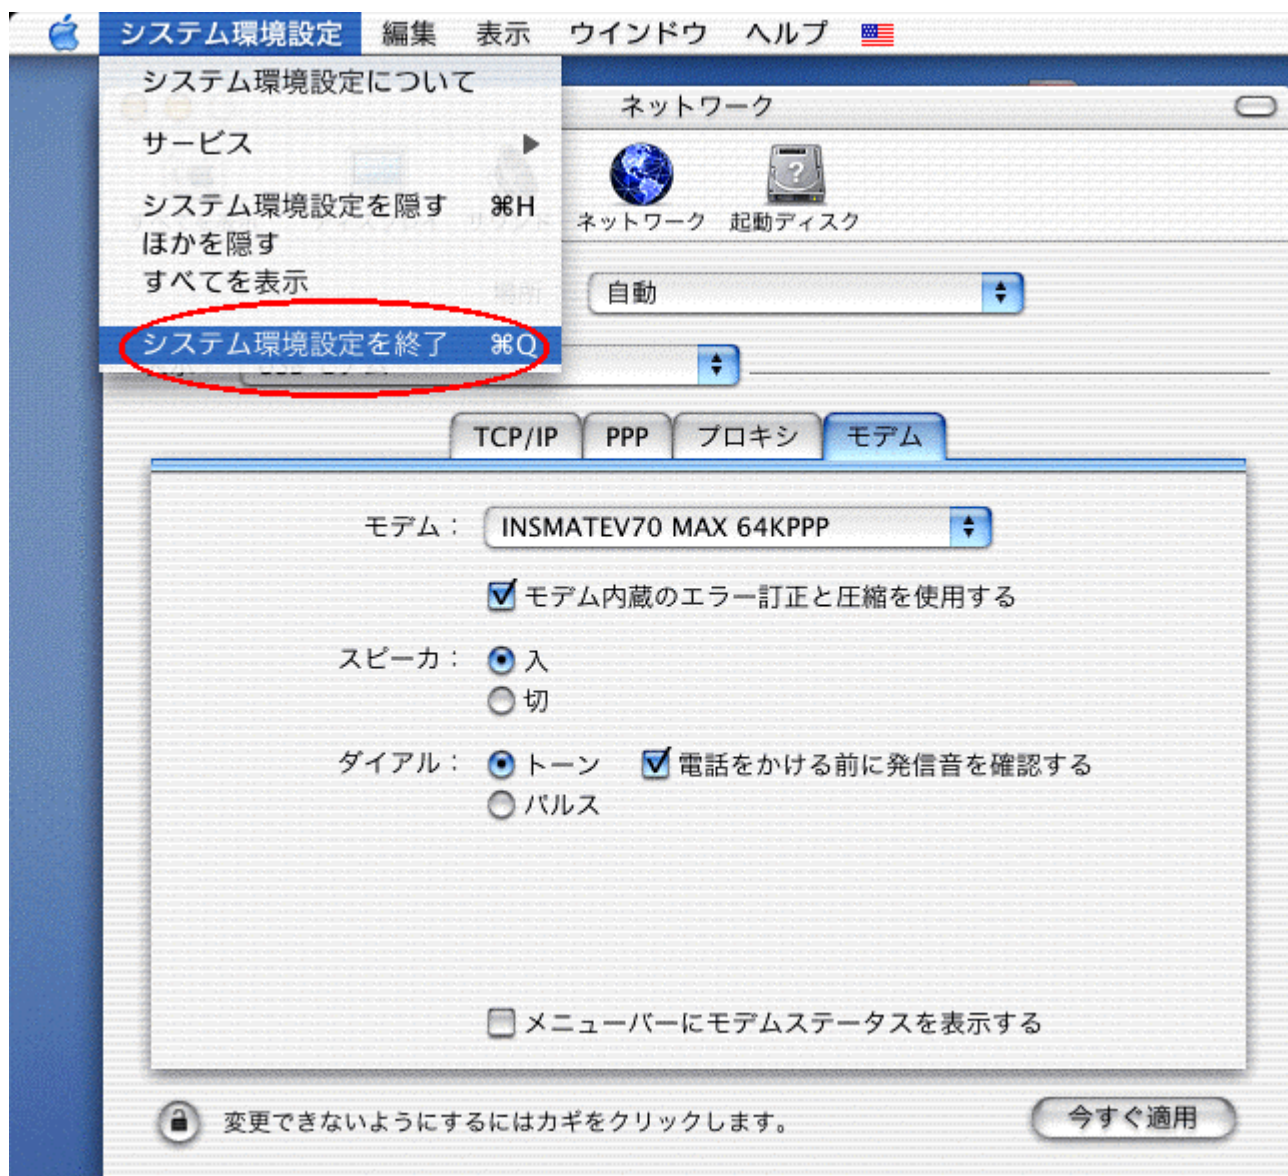 システム環境設定 編集 表示 ウインドウ ヘルプ
システム環境設定について
ネットワーク
サービス
システム環境設定を隠す ⌘H
ネットワーク 起動ディスク
ほかを隠す
すべてを表示
場所
自動
システム環境設定を終了 ⌘Q
TCP/IP PPP プロキシ モデム
モデム： INSMATEV70 MAX 64KPPP
モデム内蔵のエラー訂正と圧縮を使用する
スピーカ： 入
切
ダイアル： トーン 電話をかける前に発信音を確認する
パルス
メニューバーにモデムステータスを表示する
変更できないようにするにはカギをクリックします。 今すぐ適用